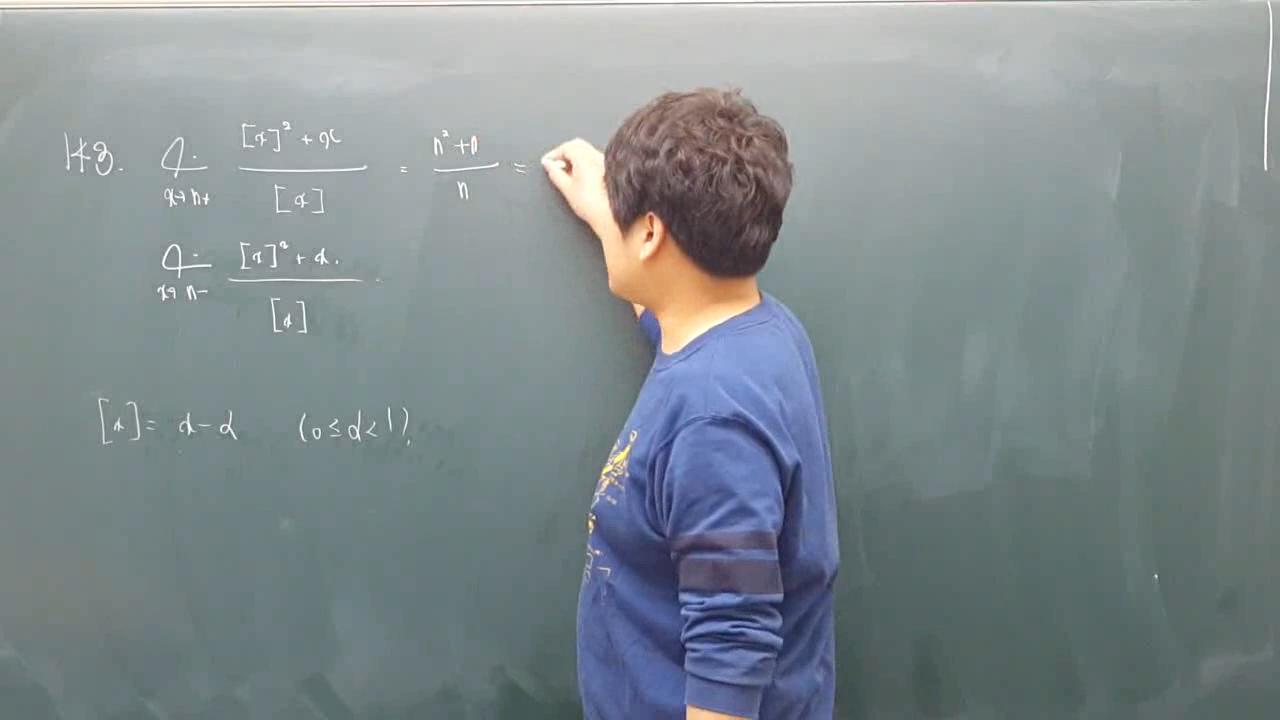 148. lim x→n+ ([x]² + x)/[x] = (n² + n)/n =
lim x→n- ([x]² + x)/[x]
[x] = x - α (0 ≤ α < 1).